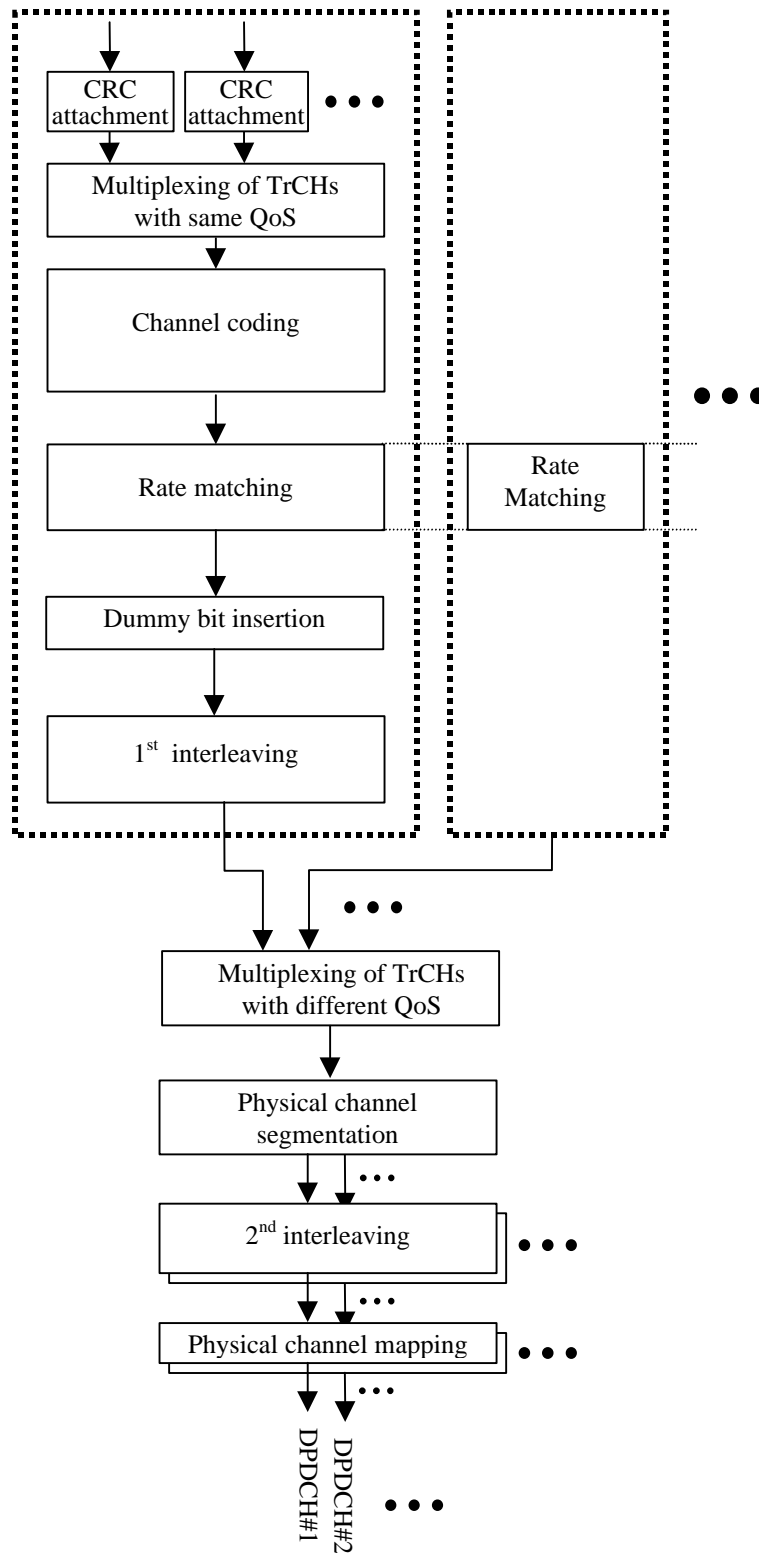 CRC
attachment
CRC
attachment
Multiplexing of TrCHs
with same QoS
Channel coding
Rate matching
Rate
Matching
Dummy bit insertion
1st interleaving
Multiplexing of TrCHs
with different QoS
Physical channel
segmentation
2nd interleaving
Physical channel mapping
DPDCH#1
DPDCH#2